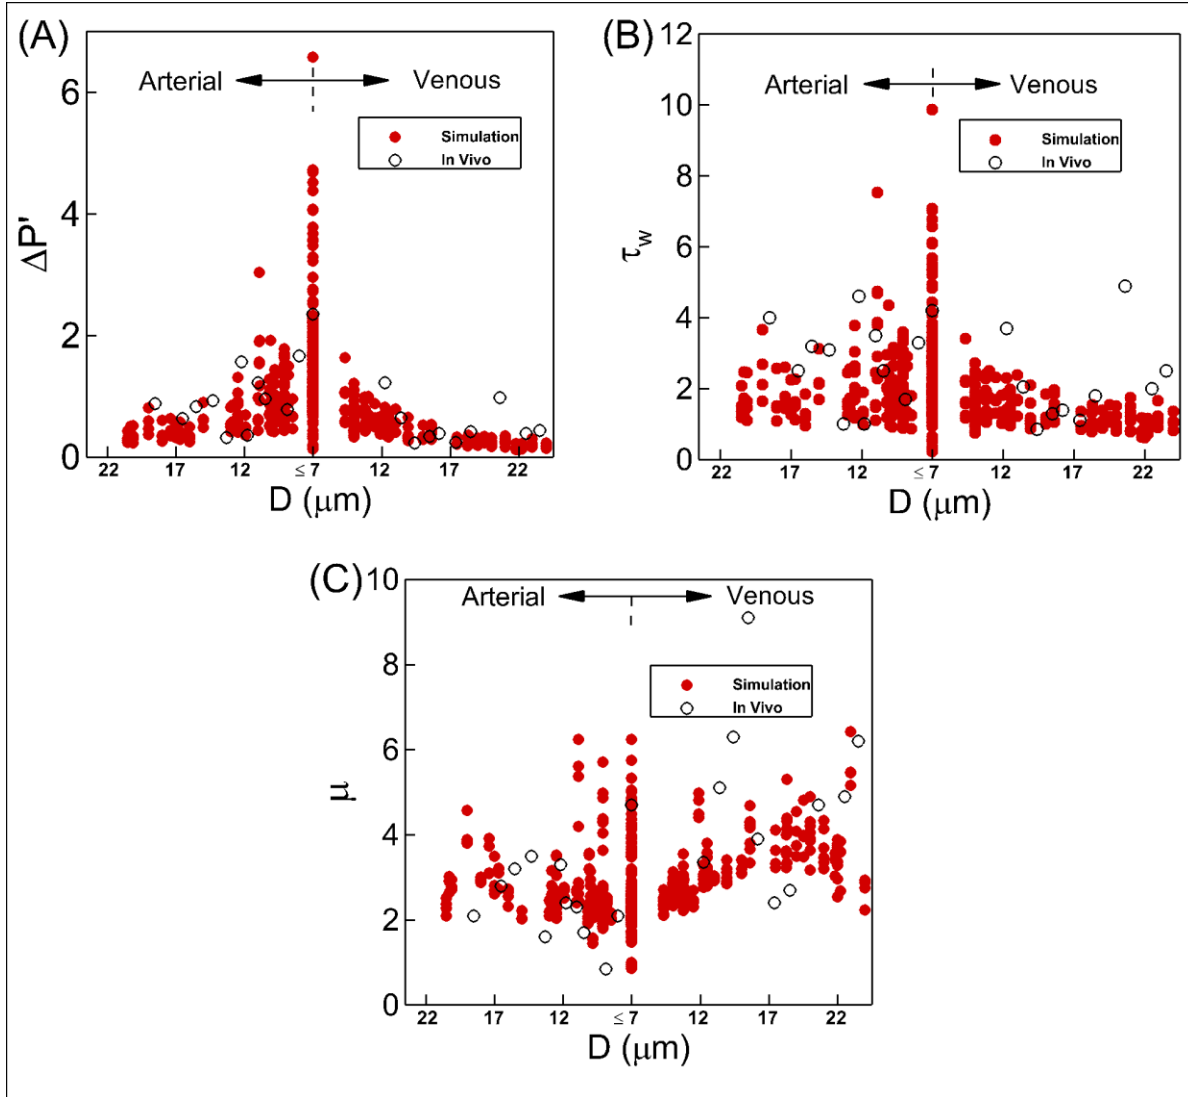 (A)
Arterial Venous
Simulation
In Vivo
ΔP'
6
4
2
0
22 17 12 ≤ 7 12 17 22
D (μm)
(B)
Arterial Venous
Simulation
In Vivo
τw
12
10
8
6
4
2
0
22 17 12 ≤ 7 12 17 22
D (μm)
(C)
Arterial Venous
Simulation
In Vivo
μ
10
8
6
4
2
0
22 17 12 ≤ 7 12 17 22
D (μm)